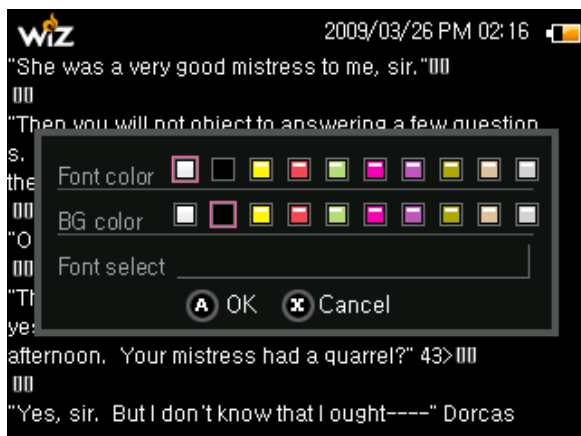 WiZ
2009/03/26 PM 02:16
"She was a very good mistress to me, sir."
"Then you will not object to answering a few question
s.
the
Font color
BG color
"O
Font select
"Th
A OK X Cancel
yes
afternoon.  Your mistress had a quarrel?" 43>
"Yes, sir.  But I don't know that I ought----" Dorcas